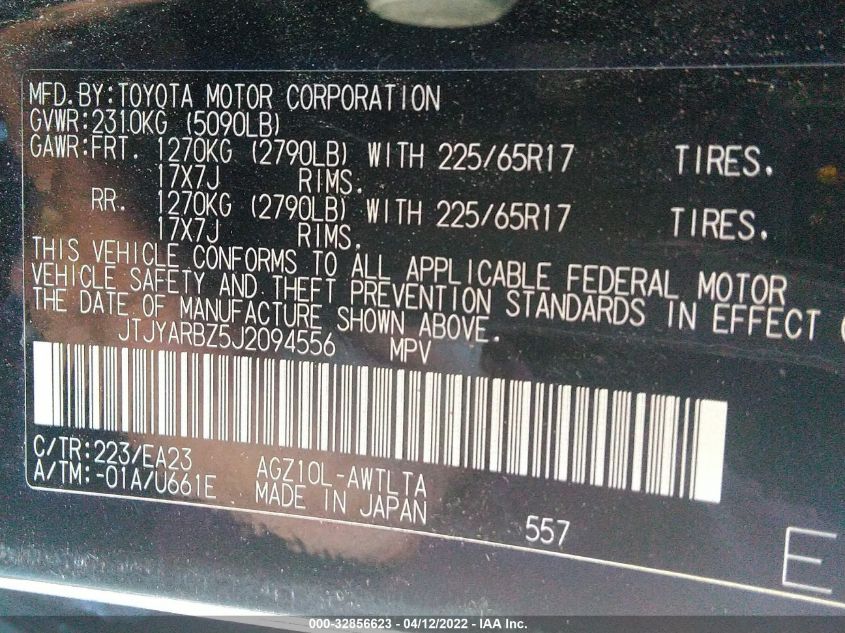 MFD.BY:TOYOTA MOTOR CORPORATION
GVWR:2310KG (5090LB)
GAWR:FRT. 1270KG (2790LB) WITH 225/65R17 TIRES.
17X7J RIMS.
RR. 1270KG (2790LB) WITH 225/65R17 TIRES.
17X7J RIMS.
THIS VEHICLE CONFORMS TO ALL APPLICABLE FEDERAL MOTOR
VEHICLE SAFETY AND THEFT PREVENTION STANDARDS IN EFFECT (
THE DATE OF MANUFACTURE SHOWN ABOVE.
JTJYARBZ5J2094556 MPV
C/TR:223/EA23 AGZ10L-AWTLTA
A/TM:-01A/U661E MADE IN JAPAN 557
E
000-32856623 - 04/12/2022 - IAA Inc.